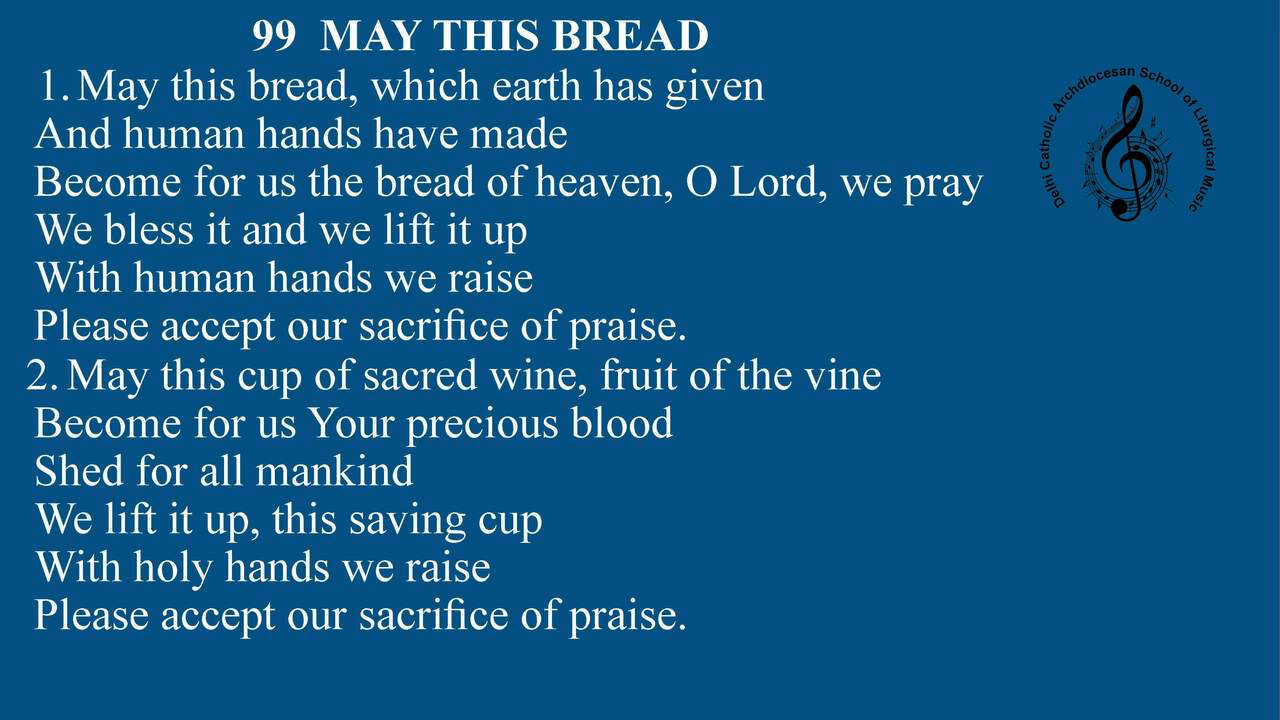 99 MAY THIS BREAD
1. May this bread, which earth has given
And human hands have made
Become for us the bread of heaven, O Lord, we pray
We bless it and we lift it up
With human hands we raise
Please accept our sacrifice of praise.
2. May this cup of sacred wine, fruit of the vine
Become for us Your precious blood
Shed for all mankind
We lift it up, this saving cup
With holy hands we raise
Please accept our sacrifice of praise.
Delhi Catholic Archdiocesan School of Liturgical Music